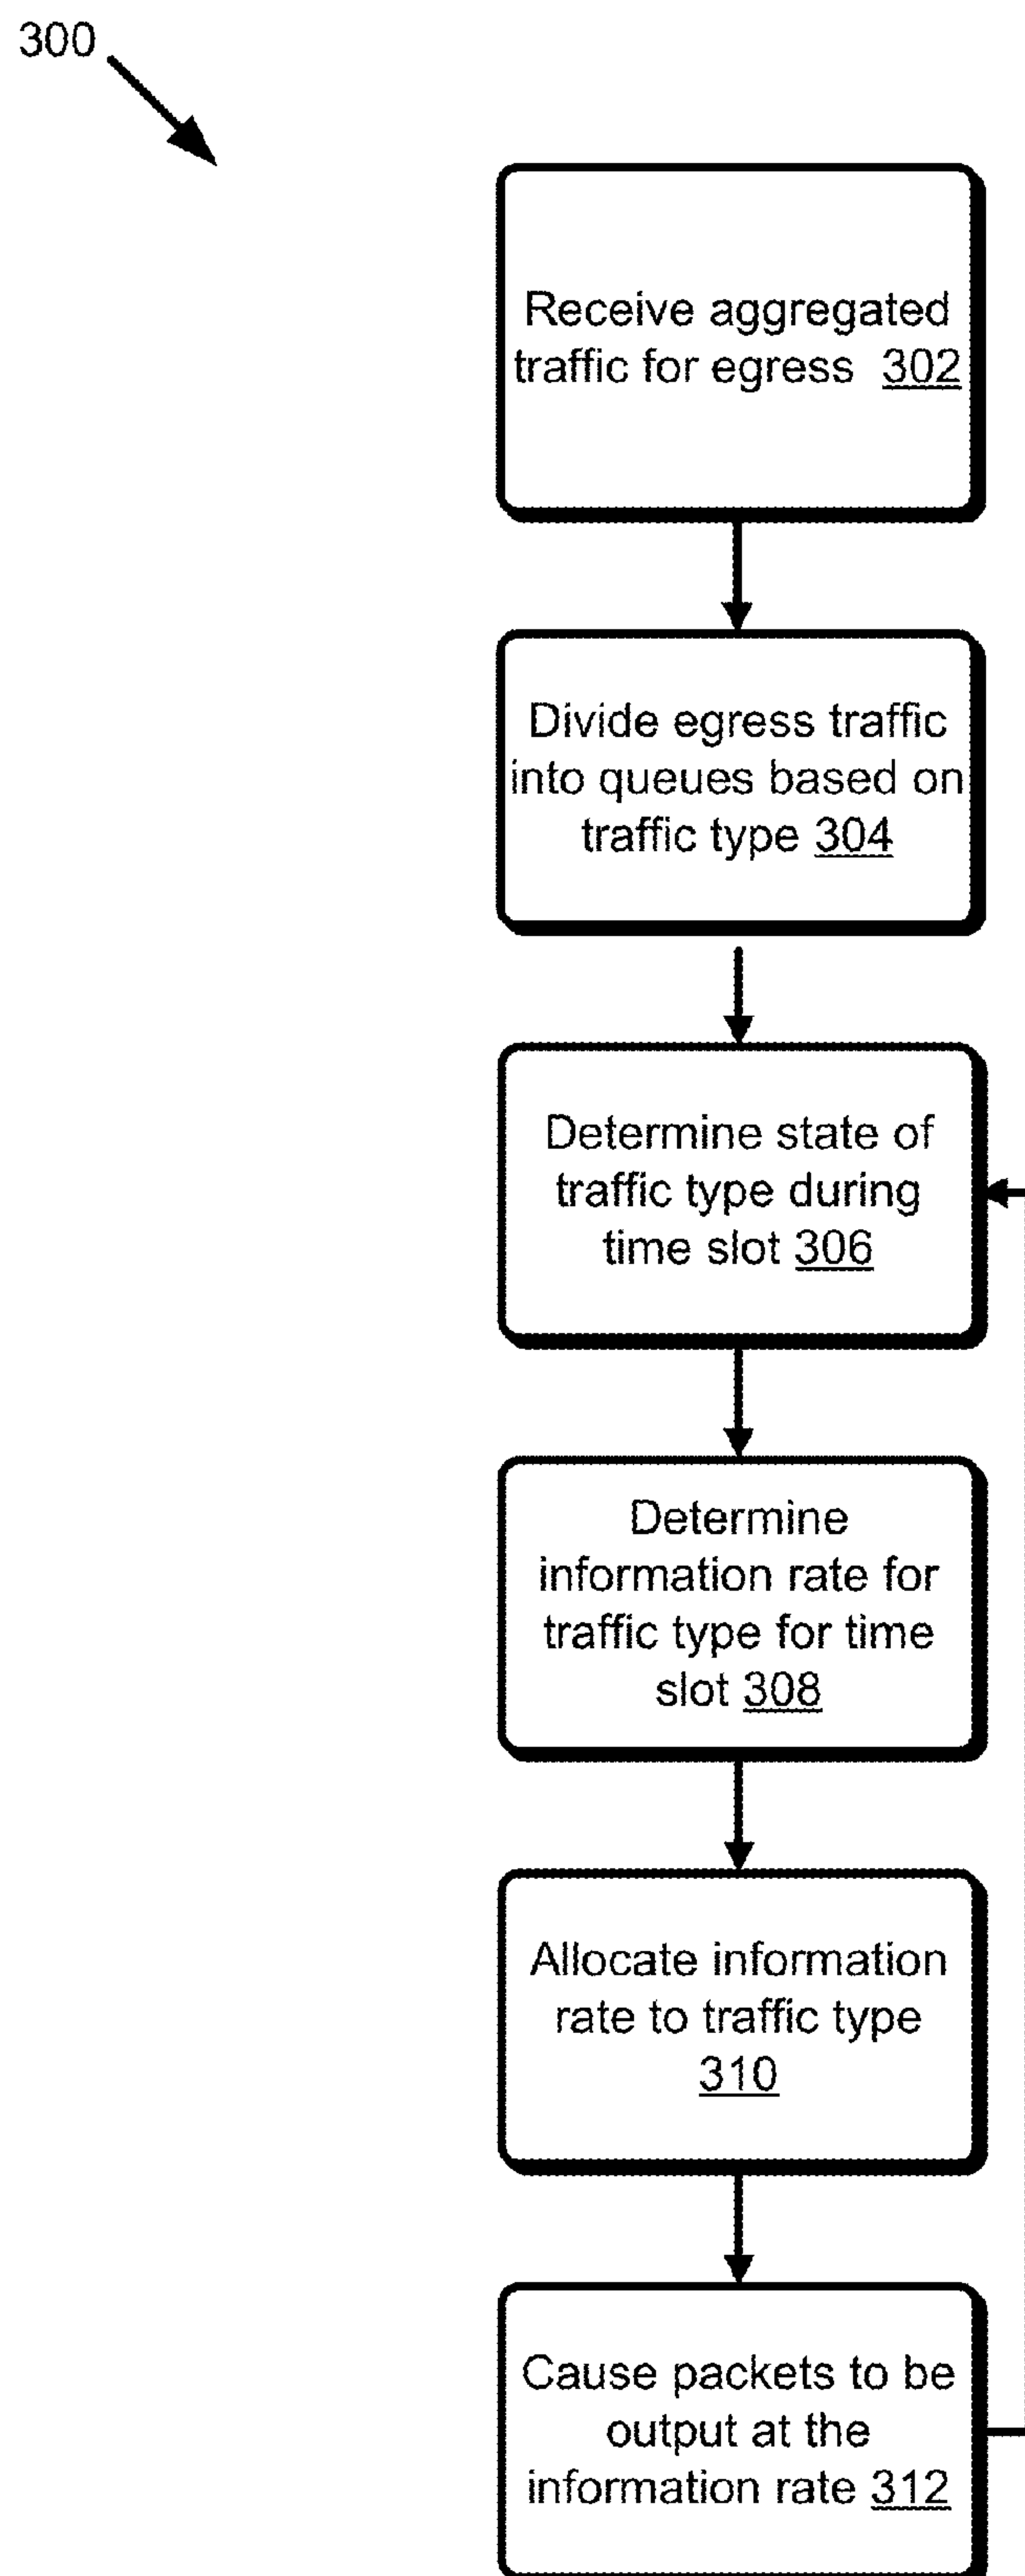 300
Receive aggregated
traffic for egress 302
Divide egress traffic
into queues based on
traffic type 304
Determine state of
traffic type during
time slot 306
Determine
information rate for
traffic type for time
slot 308
Allocate information
rate to traffic type
310
Cause packets to be
output at the
information rate 312